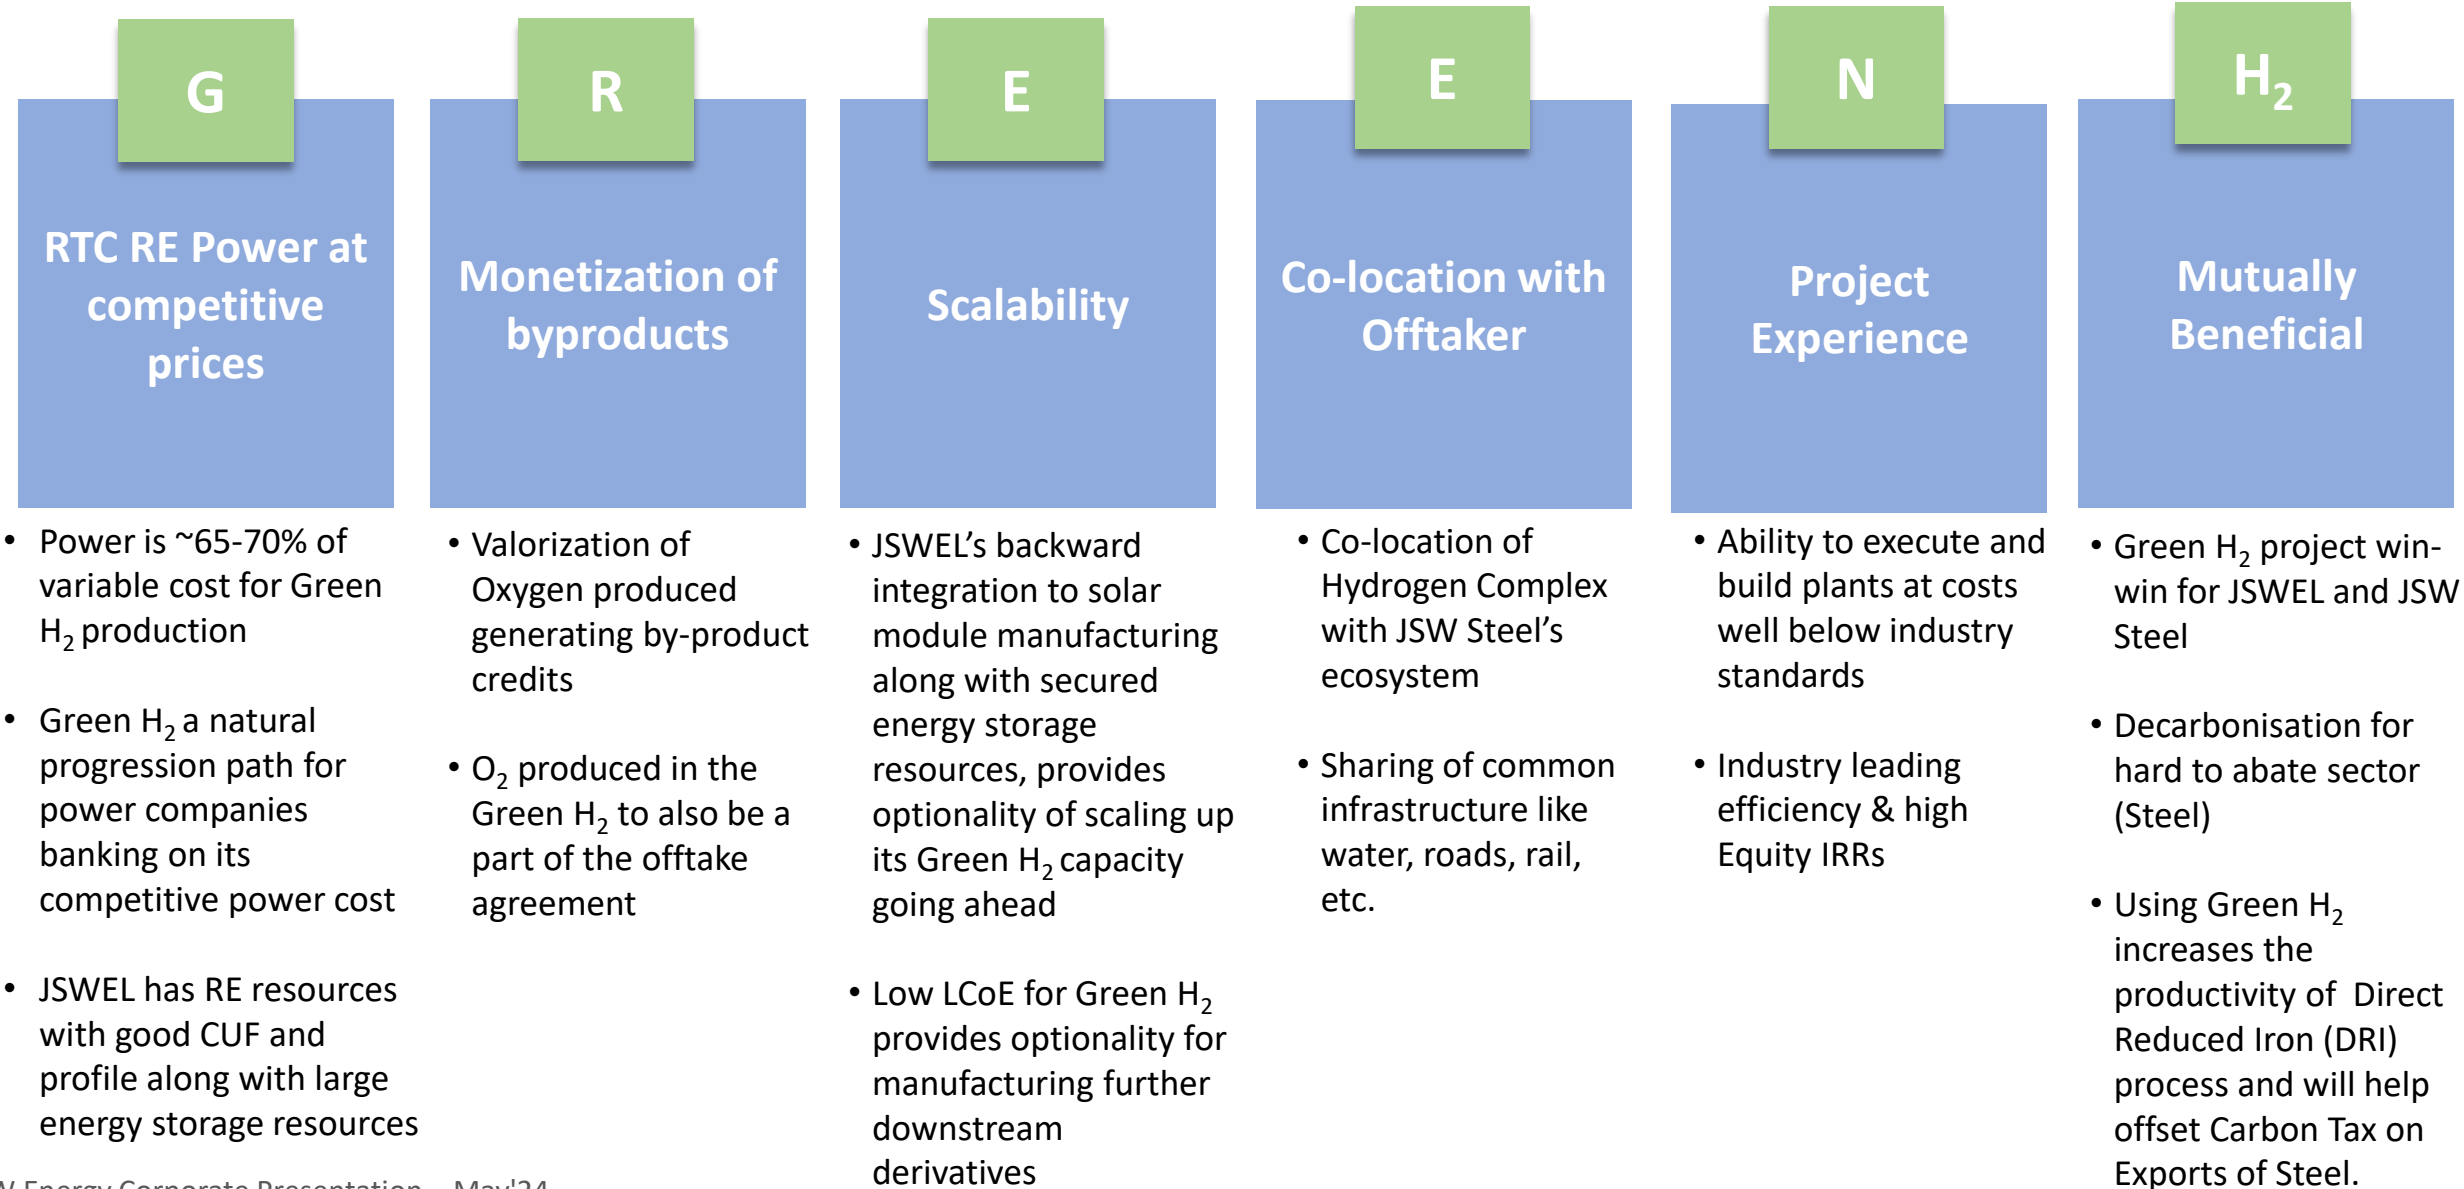 G
RTC RE Power at
competitive
prices
• Power is ~65-70% of
variable cost for Green
H₂ production
• Green H₂ a natural
progression path for
power companies
banking on its
competitive power cost
• JSWEL has RE resources
with good CUF and
profile along with large
energy storage resources
R
Monetization of
byproducts
• Valorization of
Oxygen produced
generating by-product
credits
• O₂ produced in the
Green H₂ to also be a
part of the offtake
agreement
E
Scalability
• JSWEL’s backward
integration to solar
module manufacturing
along with secured
energy storage
resources, provides
optionality of scaling up
its Green H₂ capacity
going ahead
• Low LCoE for Green H₂
provides optionality for
manufacturing further
downstream
derivatives
E
Co-location with
Offtaker
• Co-location of
Hydrogen Complex
with JSW Steel’s
ecosystem
• Sharing of common
infrastructure like
water, roads, rail,
etc.
N
Project
Experience
• Ability to execute and
build plants at costs
well below industry
standards
• Industry leading
efficiency & high
Equity IRRs
H₂
Mutually
Beneficial
• Green H₂ project win-
win for JSWEL and JSW
Steel
• Decarbonisation for
hard to abate sector
(Steel)
• Using Green H₂
increases the
productivity of Direct
Reduced Iron (DRI)
process and will help
offset Carbon Tax on
Exports of Steel.
W Energy Corporate Presentation – May'24